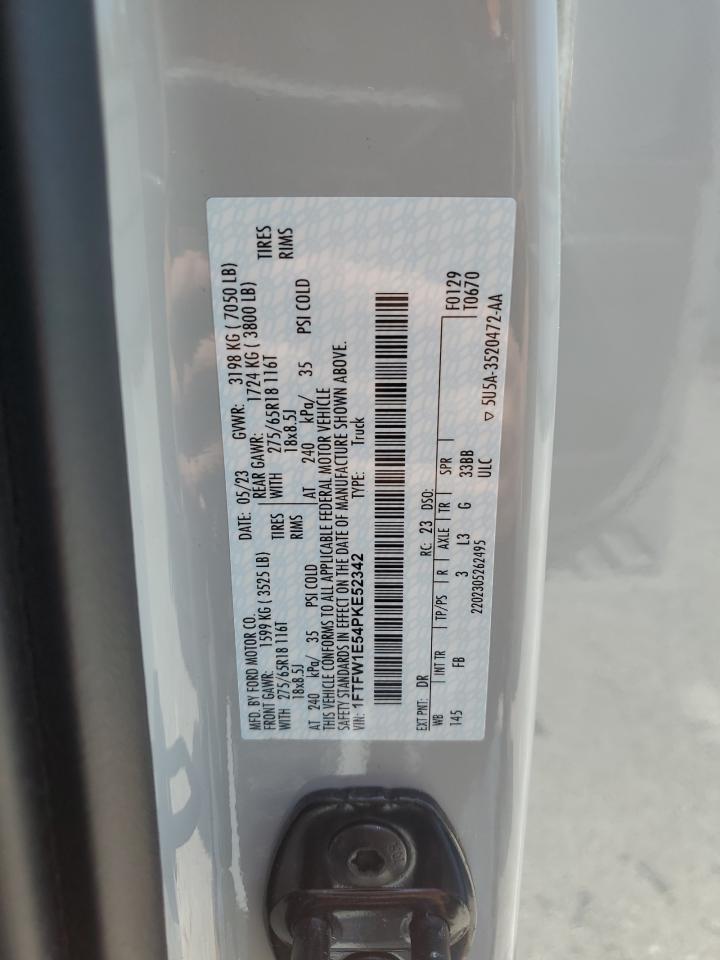 MFD. BY FORD MOTOR CO. DATE: 05/23 GVWR: 3198 KG ( 7050 LB)
FRONT GAWR: 1599 KG ( 3525 LB) REAR GAWR: 1724 KG ( 3800 LB)
WITH 275/65R18 116T TIRES WITH 275/65R18 116T TIRES
18x8.5J RIMS 18x8.5J RIMS
AT 240 kPa/ 35 PSI COLD AT 240 kPa/ 35 PSI COLD
THIS VEHICLE CONFORMS TO ALL APPLICABLE FEDERAL MOTOR VEHICLE
SAFETY STANDARDS IN EFFECT ON THE DATE OF MANUFACTURE SHOWN ABOVE.
VIN: 1FTFW1E54PKE52342 TYPE: Truck
EXT PNT: DR RC: 23 DSO: F0129
WB INT TR TP/PS R AXLE TR SPR T0670
145 FB 3 L3 G 33BB
2202305262495 ULC ▽ 5U5A-3520472-AA